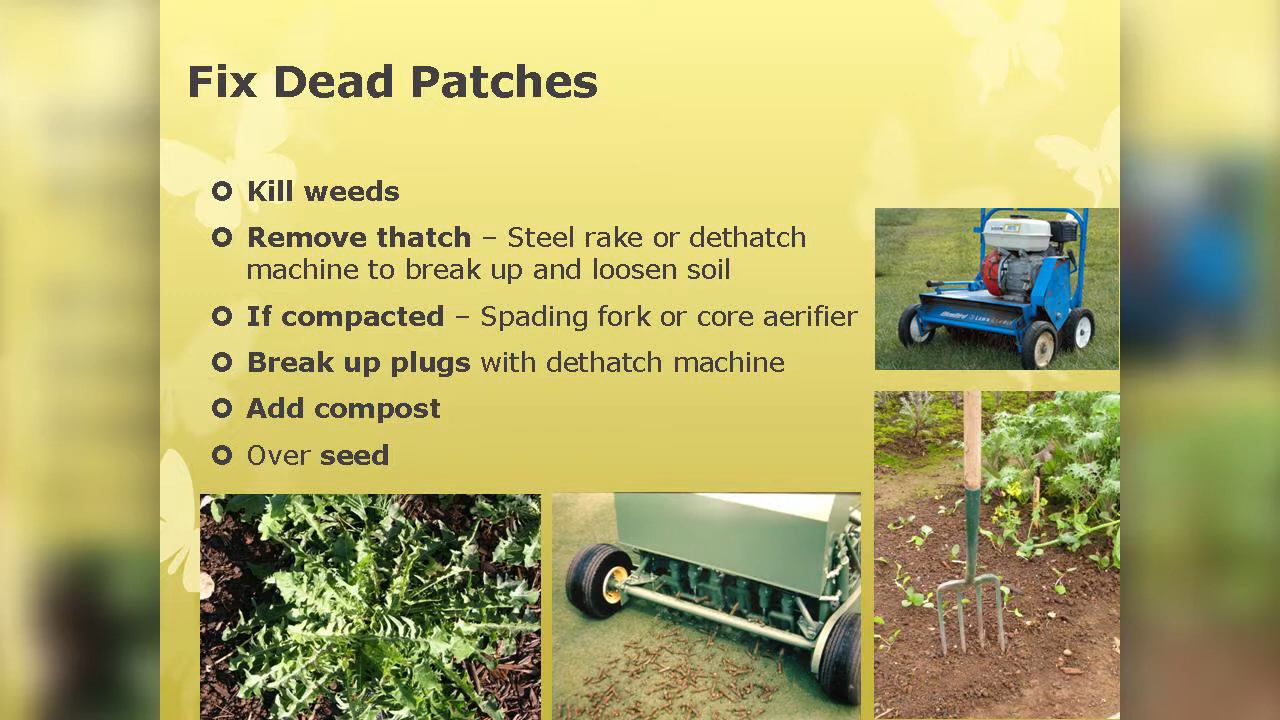 Fix Dead Patches
Kill weeds
Remove thatch – Steel rake or dethatch
machine to break up and loosen soil
If compacted – Spading fork or core aerifier
Break up plugs with dethatch machine
Add compost
Over seed